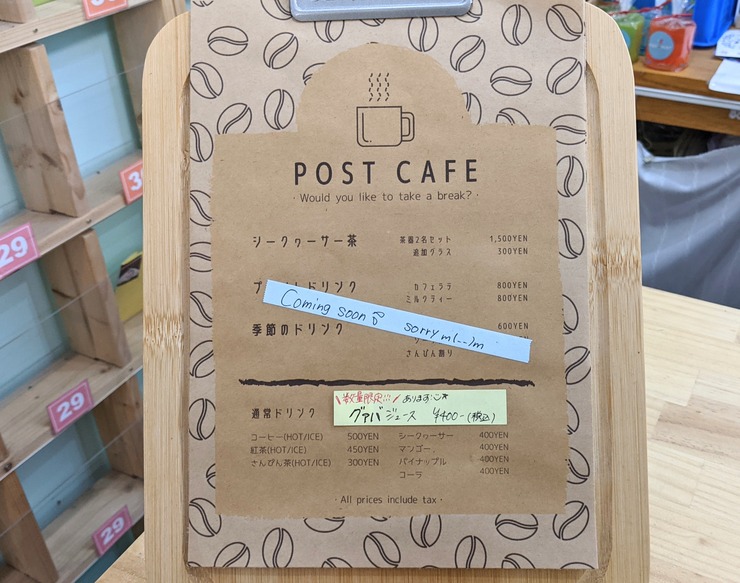 POST CAFE
· Would you like to take a break? ·
シークヮーサー茶 茶菌2名セット 1,500YEN
追加グラス 300YEN
ドリンク カフェラテ 800YEN
ミルクティー 800YEN
Coming soon sorry m(_ _)m
季節のドリンク 600YEN
さんぴん割り
\数量限定!!!/ あります
グァバジュース ¥400-(税込)
通常ドリンク
コーヒー(HOT/ICE) 500YEN シークヮーサー 400YEN
紅茶(HOT/ICE) 450YEN マンゴー 400YEN
さんぴん茶(HOT/ICE) 300YEN パイナップル 400YEN
コーラ 400YEN
· All prices include tax ·
29
29
29